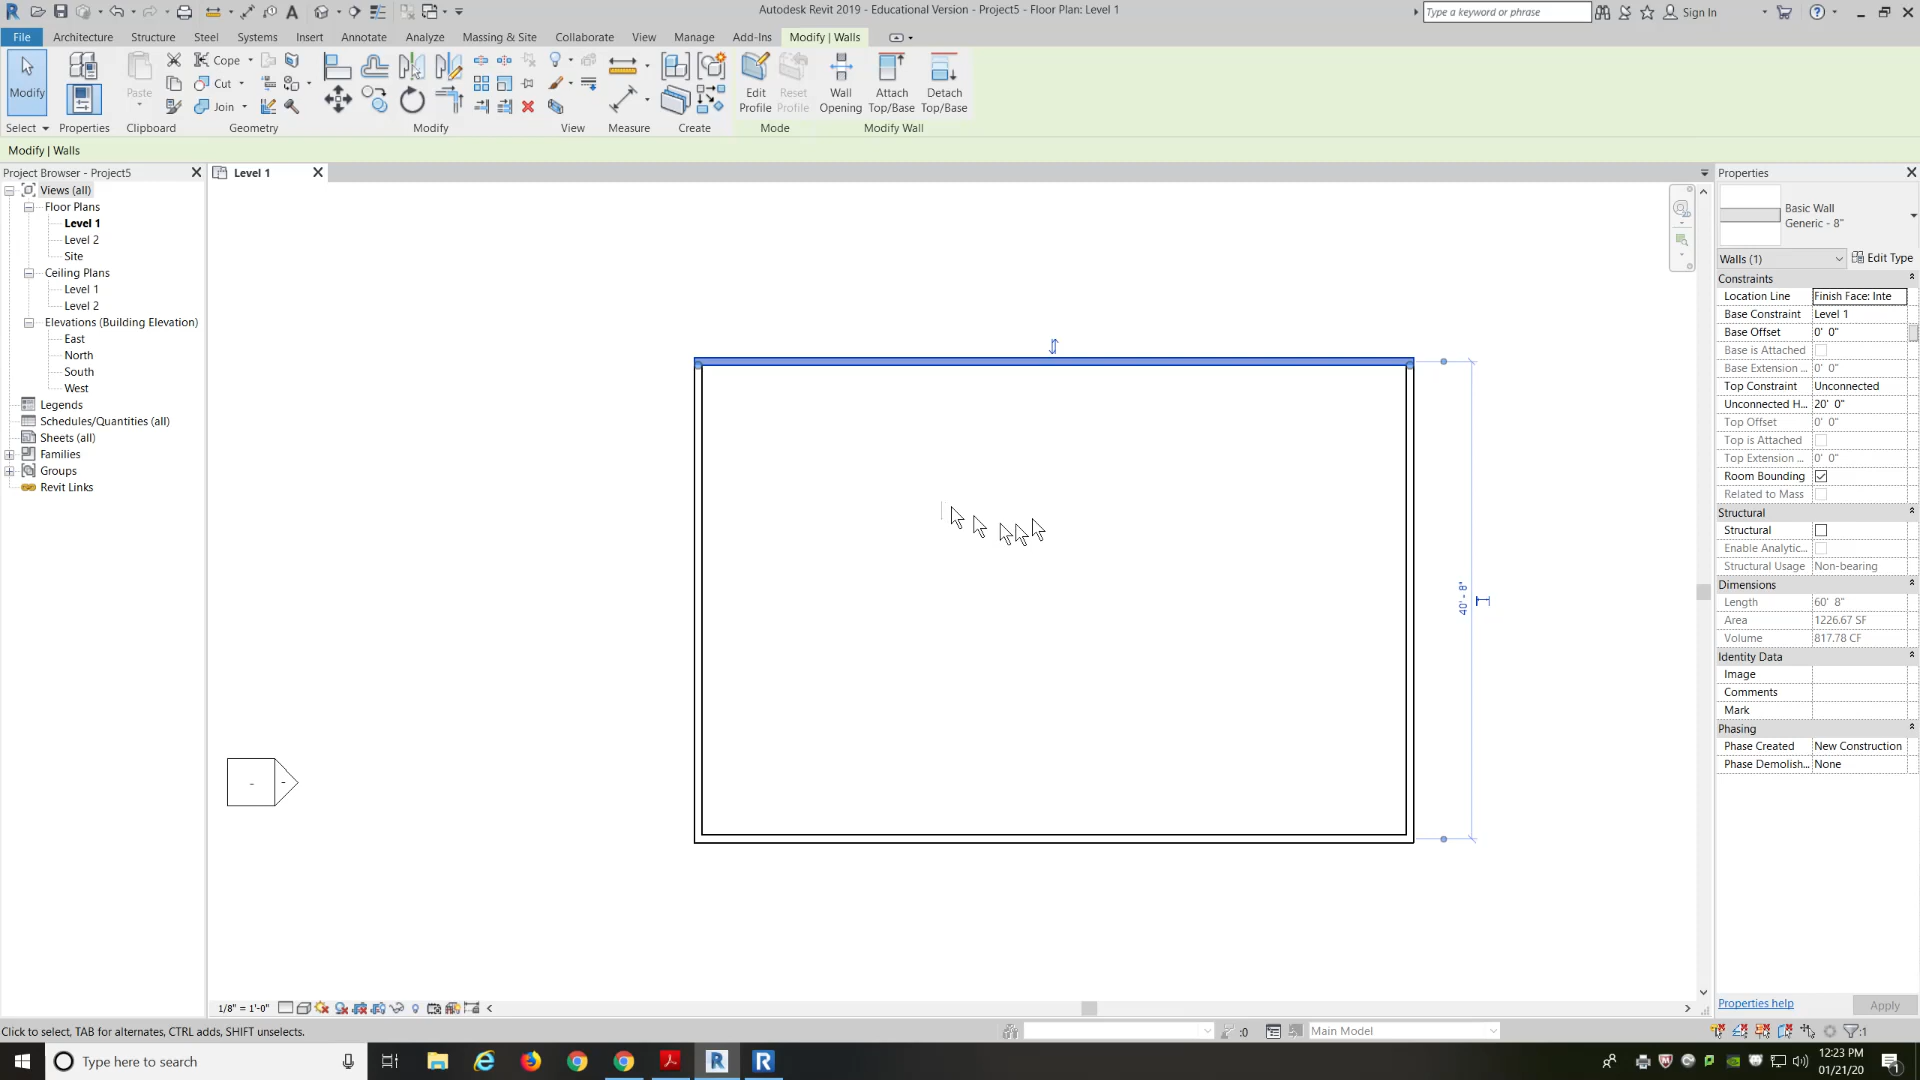 Autodesk Revit 2019 - Educational Version - Project5 - Floor Plan: Level 1
Type a keyword or phrase
Sign In
File Architecture Structure Steel Systems Insert Annotate Analyze Massing & Site Collaborate View Manage Add-Ins Modify | Walls
Modify
Paste
Cope
Cut
Join
Edit Profile
Reset Profile
Wall Opening
Attach Top/Base
Detach Top/Base
Select Properties Clipboard Geometry Modify View Measure Create Mode Modify Wall
Modify | Walls
Project Browser - Project5
Views (all)
Floor Plans
Level 1
Level 2
Site
Ceiling Plans
Level 1
Level 2
Elevations (Building Elevation)
East
North
South
West
Legends
Schedules/Quantities (all)
Sheets (all)
Families
Groups
Revit Links
Level 1
40' - 8"
Properties
Basic Wall
Generic - 8"
Walls (1)
Edit Type
Constraints
Location Line Finish Face: Inte
Base Constraint Level 1
Base Offset 0' 0"
Base is Attached
Base Extension ... 0' 0"
Top Constraint Unconnected
Unconnected H... 20' 0"
Top Offset 0' 0"
Top is Attached
Top Extension ... 0' 0"
Room Bounding
Related to Mass
Structural
Structural
Enable Analytic...
Structural Usage Non-bearing
Dimensions
Length 60' 8"
Area 1226.67 SF
Volume 817.78 CF
Identity Data
Image
Comments
Mark
Phasing
Phase Created New Construction
Phase Demolish... None
Properties help
Apply
1/8" = 1'-0"
Click to select, TAB for alternates, CTRL adds, SHIFT unselects.
:0
Main Model
:1
Type here to search
12:23 PM
01/21/20
1